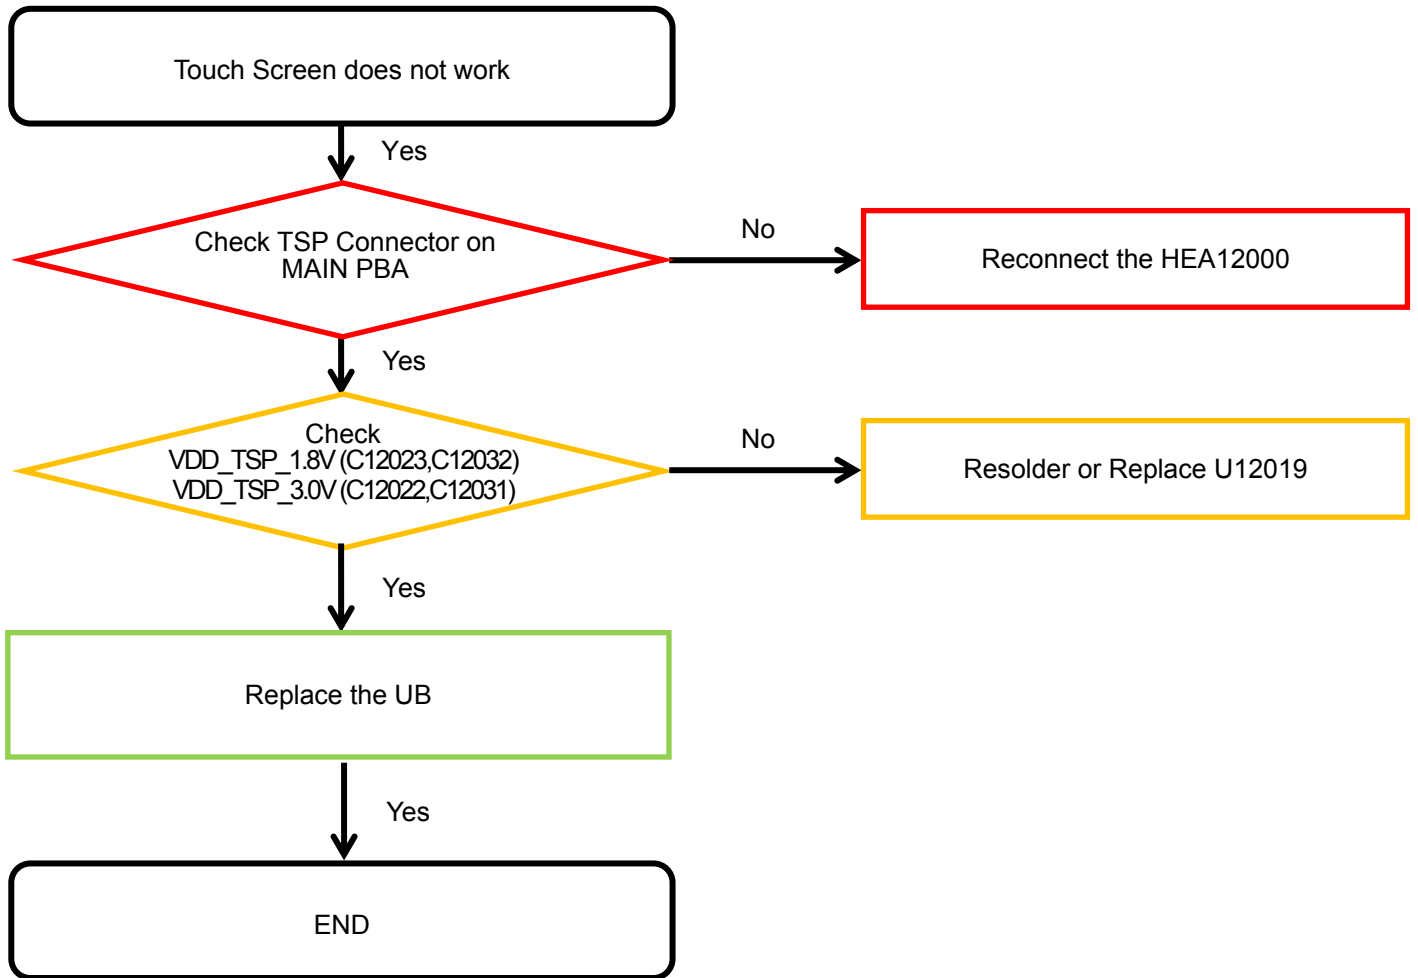 Touch Screen does not work
Yes
Check TSP Connector on
MAIN PBA
No
Reconnect the HEA12000
Yes
Check
VDD_TSP_1.8V (C12023,C12032)
VDD_TSP_3.0V (C12022,C12031)
No
Resolder or Replace U12019
Yes
Replace the UB
Yes
END